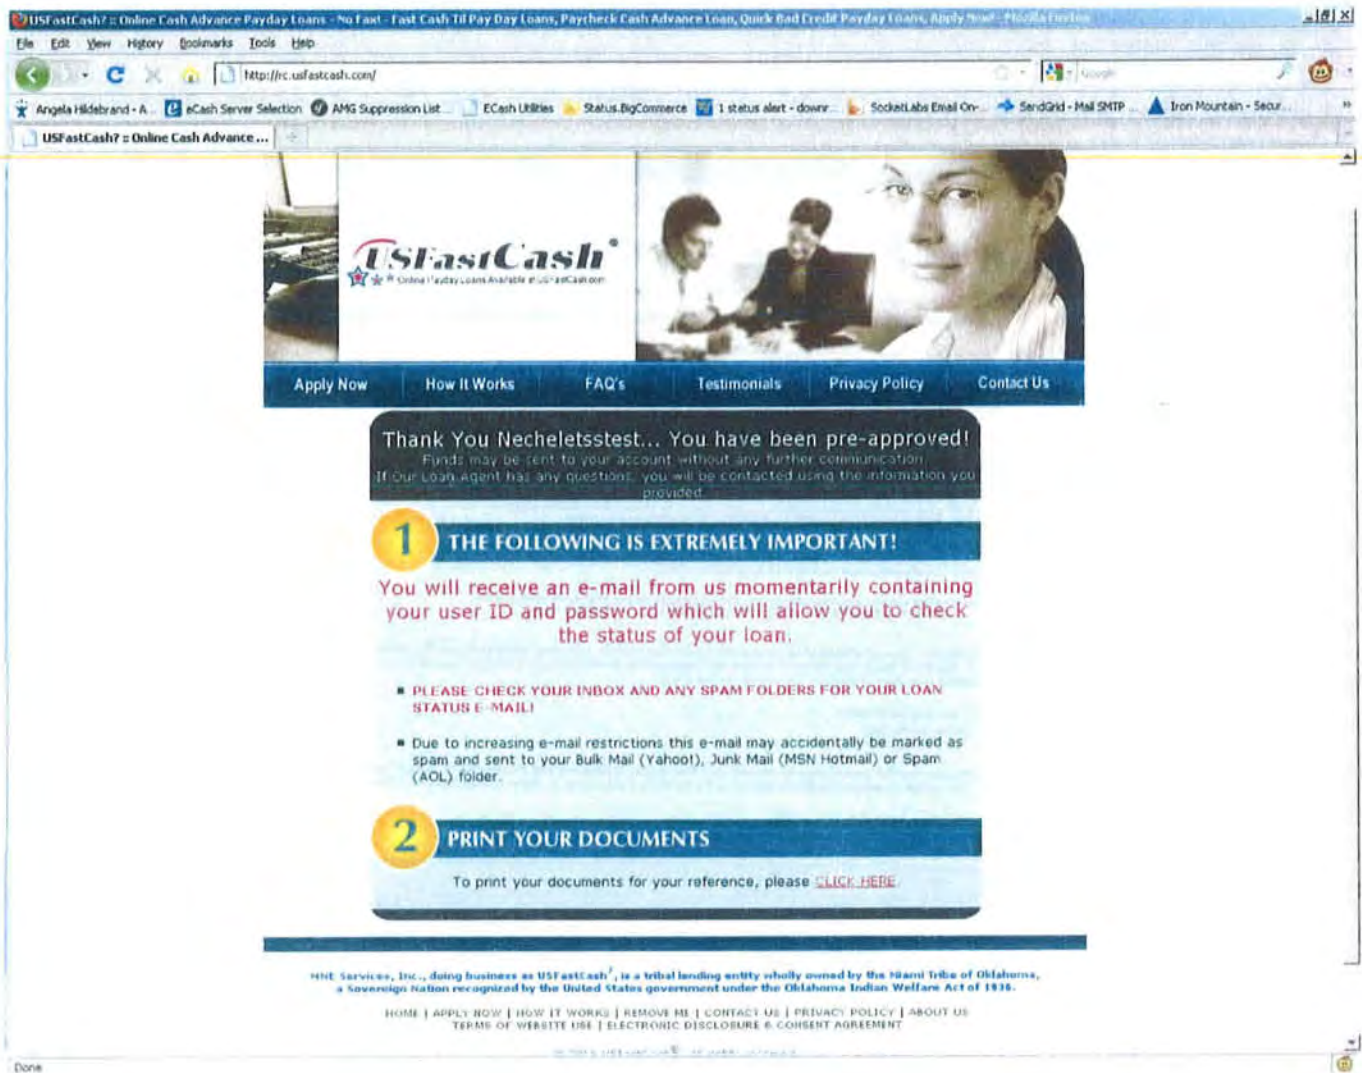 USFastCash? :: Online Cash Advance Payday Loans - No Fax! - Fast Cash Til Pay Day Loans, Paycheck Cash Advance Loan, Quick Bad Credit Payday Loans, Apply Now! - Mozilla Firefox
File Edit View History Bookmarks Tools Help
http://rc.usfastcash.com/
Google
Angela Hildebrand - A... eCash Server Selection AMG Suppression List ... ECash Utilities Status.BigCommerce 1 status alert - downr... SocketLabs Email On-... SendGrid - Mail SMTP ... Iron Mountain - Secur...
USFastCash? :: Online Cash Advance ...
USFastCash®
Online Payday Loans Available at USFastCash.com
Apply Now How It Works FAQ's Testimonials Privacy Policy Contact Us
Thank You Necheletsstest... You have been pre-approved!
Funds may be sent to your account without any further communication.
If Our Loan Agent has any questions, you will be contacted using the information you
provided.
1 THE FOLLOWING IS EXTREMELY IMPORTANT!
You will receive an e-mail from us momentarily containing
your user ID and password which will allow you to check
the status of your loan.
PLEASE CHECK YOUR INBOX AND ANY SPAM FOLDERS FOR YOUR LOAN
STATUS E-MAIL!
Due to increasing e-mail restrictions this e-mail may accidentally be marked as
spam and sent to your Bulk Mail (Yahoo!), Junk Mail (MSN Hotmail) or Spam
(AOL) folder.
2 PRINT YOUR DOCUMENTS
To print your documents for your reference, please CLICK HERE.
MNE Services, Inc., doing business as USFastCash?, is a tribal lending entity wholly owned by the Miami Tribe of Oklahoma,
a Sovereign Nation recognized by the United States government under the Oklahoma Indian Welfare Act of 1936.
HOME | APPLY NOW | HOW IT WORKS | REMOVE ME | CONTACT US | PRIVACY POLICY | ABOUT US
TERMS OF WEBSITE USE | ELECTRONIC DISCLOSURE & CONSENT AGREEMENT
Done